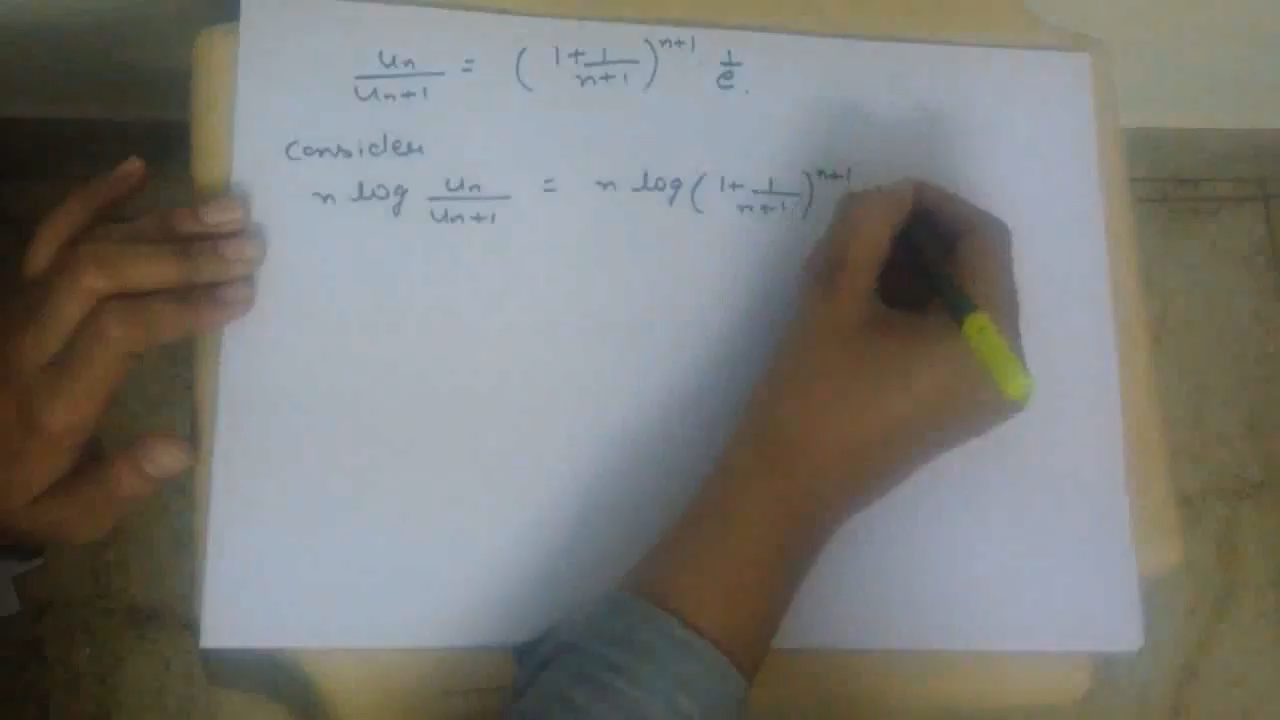 un/un+1 = (1+1/n+1)^n+1 1/e.
Consider
n log un/un+1 = n log(1+1/n+1)^n+1